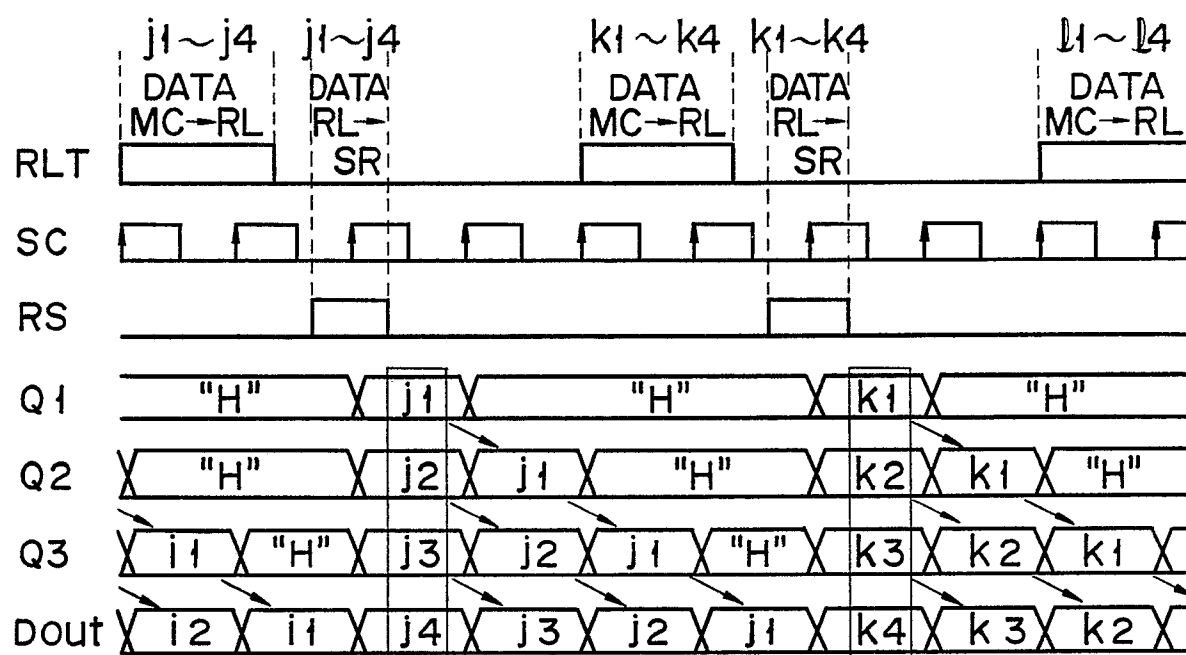 j1~j4 j1~j4 k1~k4 k1~k4 ℓ1~ℓ4
DATA DATA DATA DATA DATA
MC→RL RL→ MC→RL RL→ MC→RL
RLT SR SR
SC
RS
Q1 "H" j1 "H" k1 "H"
Q2 "H" j2 j1 "H" k2 k1 "H"
Q3 j1 "H" j3 j2 j1 "H" k3 k2 k1
Dout i2 i1 j4 j3 j2 j1 k4 k3 k2